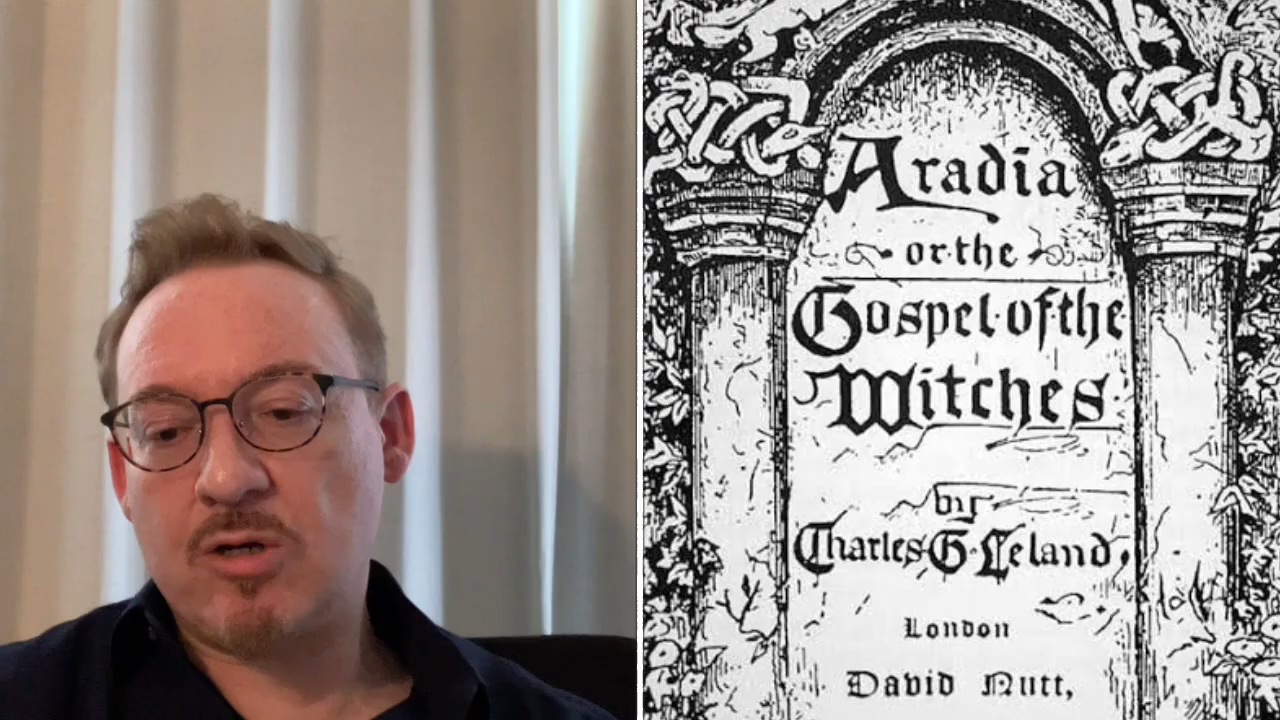 Aradia
or the
Gospel of the
Witches
by
Charles G. Leland,
London
David Nutt,